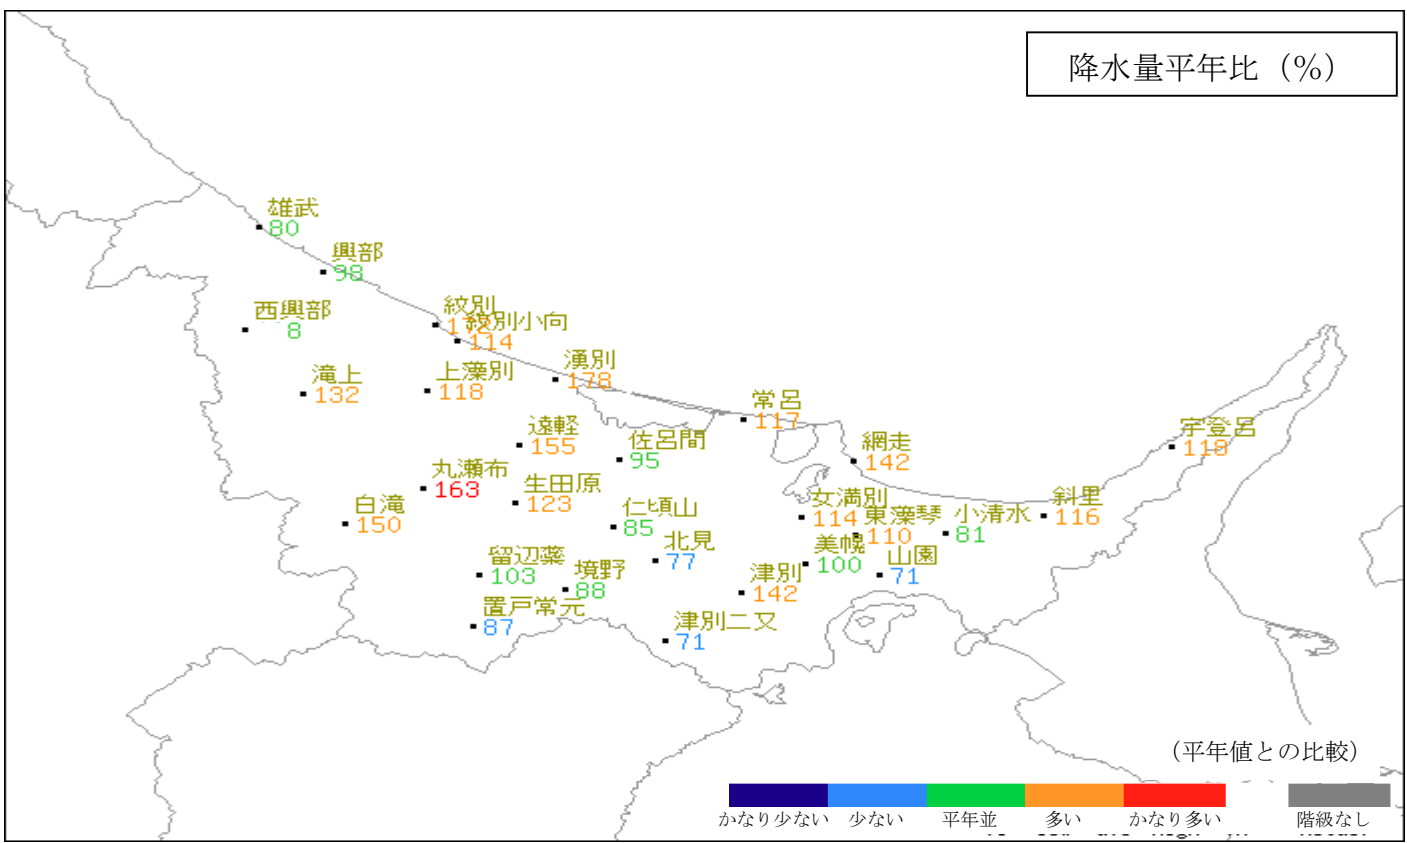 降水量平年比（％）
雄武
80
興部
98
西興部
8
紋別
172
紋別小向
114
滝上
132
上藻別
118
湧別
178
常呂
117
遠軽
155
佐呂間
95
網走
142
宇登呂
118
丸瀬布
163
生田原
123
白滝
150
仁頃山
85
女満別
114
東藻琴
110
小清水
81
斜里
116
北見
77
美幌
100
山園
71
留辺蘂
103
境野
88
津別
142
置戸常元
87
津別二又
71
（平年値との比較）
かなり少ない 少ない 平年並 多い かなり多い 階級なし